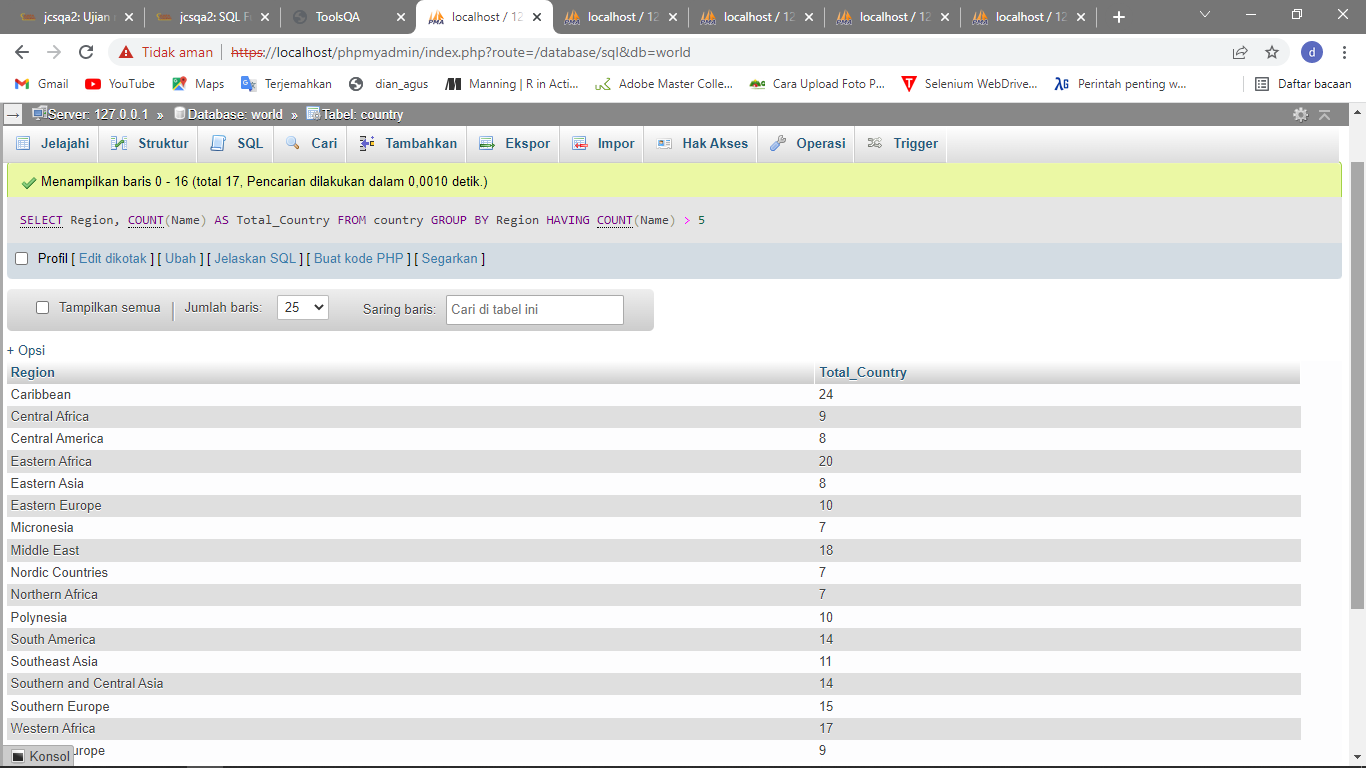 jcsqa2: Ujian
jcsqa2: SQL F
ToolsQA
localhost / 12
localhost / 12
localhost / 12
localhost / 12
localhost / 12
Tidak aman | https://localhost/phpmyadmin/index.php?route=/database/sql&db=world
d
Gmail YouTube Maps Terjemahkan dian_agus Manning | R in Acti... Adobe Master Colle... Cara Upload Foto P... Selenium WebDrive... Perintah penting w... Daftar bacaan
Server: 127.0.0.1 » Database: world » Tabel: country
Jelajahi Struktur SQL Cari Tambahkan Ekspor Impor Hak Akses Operasi Trigger
Menampilkan baris 0 - 16 (total 17, Pencarian dilakukan dalam 0,0010 detik.)
SELECT Region, COUNT(Name) AS Total_Country FROM country GROUP BY Region HAVING COUNT(Name) > 5
Profil [ Edit dikotak ] [ Ubah ] [ Jelaskan SQL ] [ Buat kode PHP ] [ Segarkan ]
Tampilkan semua | Jumlah baris: 25 Saring baris: Cari di tabel ini
+ Opsi
Region Total_Country
Caribbean 24
Central Africa 9
Central America 8
Eastern Africa 20
Eastern Asia 8
Eastern Europe 10
Micronesia 7
Middle East 18
Nordic Countries 7
Northern Africa 7
Polynesia 10
South America 14
Southeast Asia 11
Southern and Central Asia 14
Southern Europe 15
Western Africa 17
urope 9
Konsol